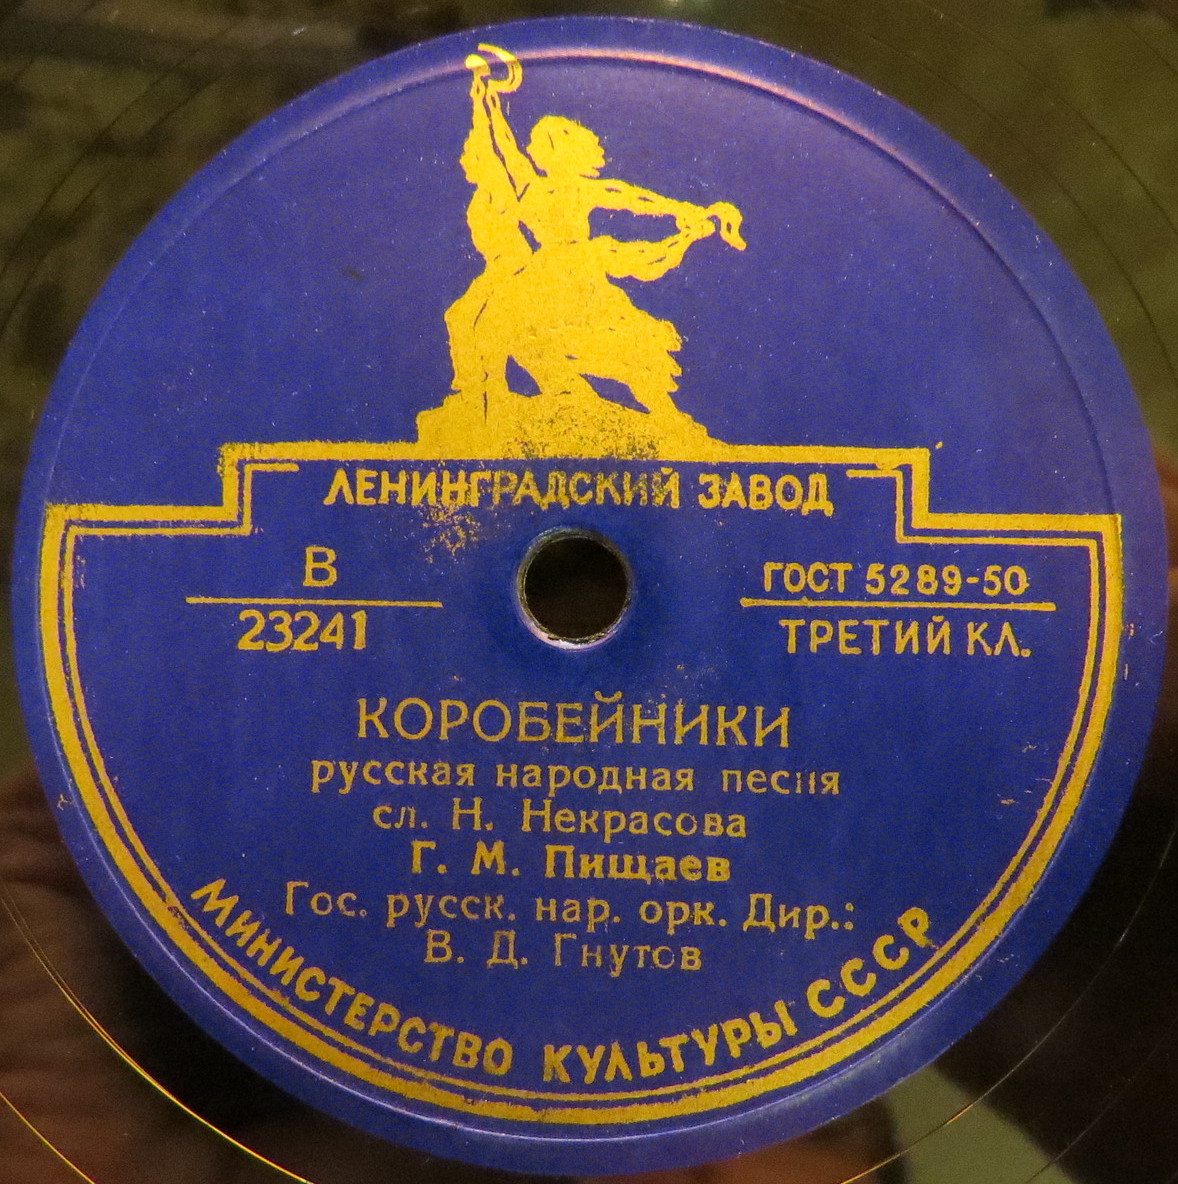 ЛЕНИНГРАДСКИЙ ЗАВОД
В
23241
ГОСТ 5289-50
ТРЕТИЙ КЛ.
КОРОБЕЙНИКИ
русская народная песня
сл. Н. Некрасова
Г. М. Пищаев
Гос. русск. нар. орк. Дир.:
В. Д. Гнутов
МИНИСТЕРСТВО КУЛЬТУРЫ СССР